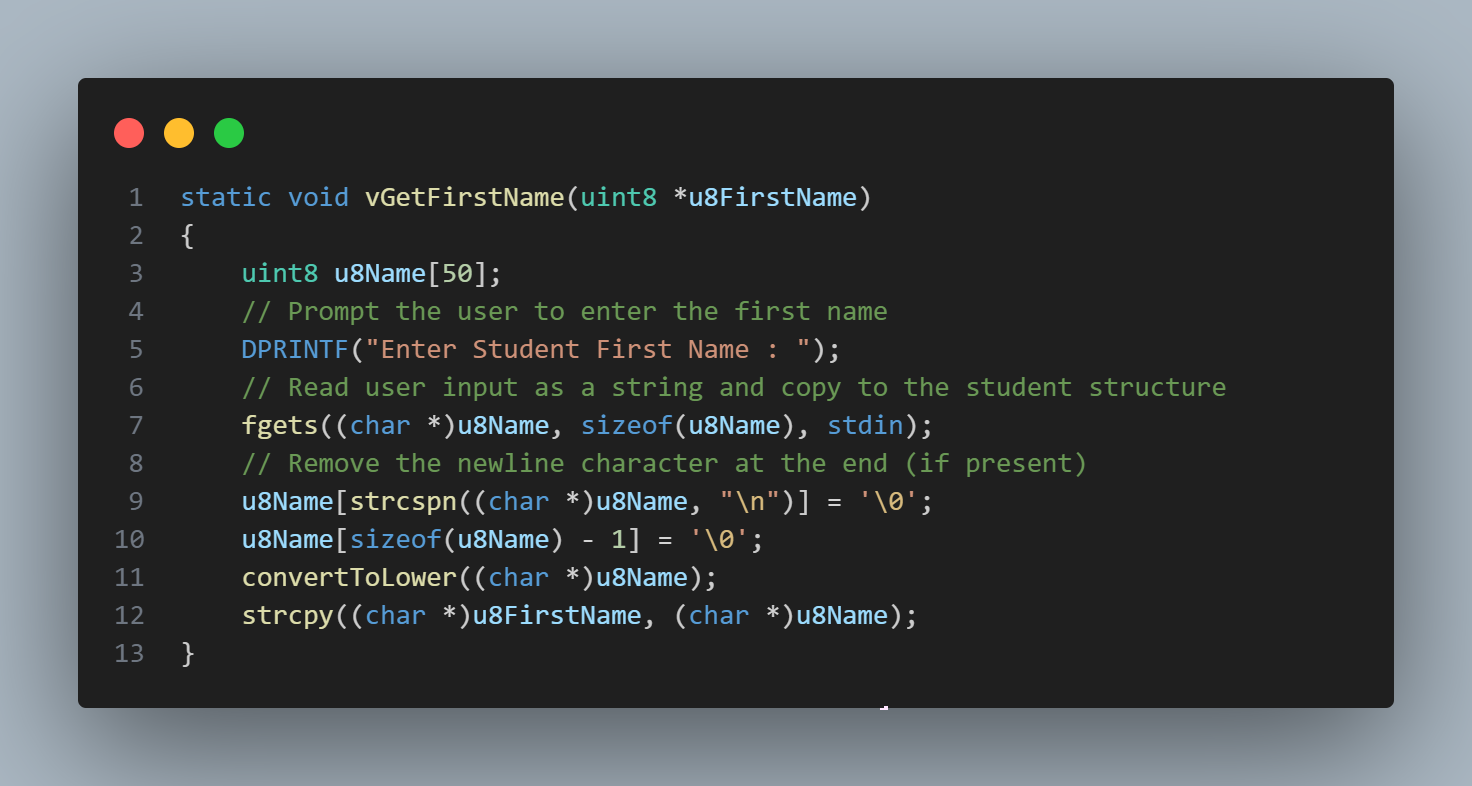 1 static void vGetFirstName(uint8 *u8FirstName)
2 {
3     uint8 u8Name[50];
4     // Prompt the user to enter the first name
5     DPRINTF("Enter Student First Name : ");
6     // Read user input as a string and copy to the student structure
7     fgets((char *)u8Name, sizeof(u8Name), stdin);
8     // Remove the newline character at the end (if present)
9     u8Name[strcspn((char *)u8Name, "\n")] = '\0';
10     u8Name[sizeof(u8Name) - 1] = '\0';
11     convertToLower((char *)u8Name);
12     strcpy((char *)u8FirstName, (char *)u8Name);
13 }